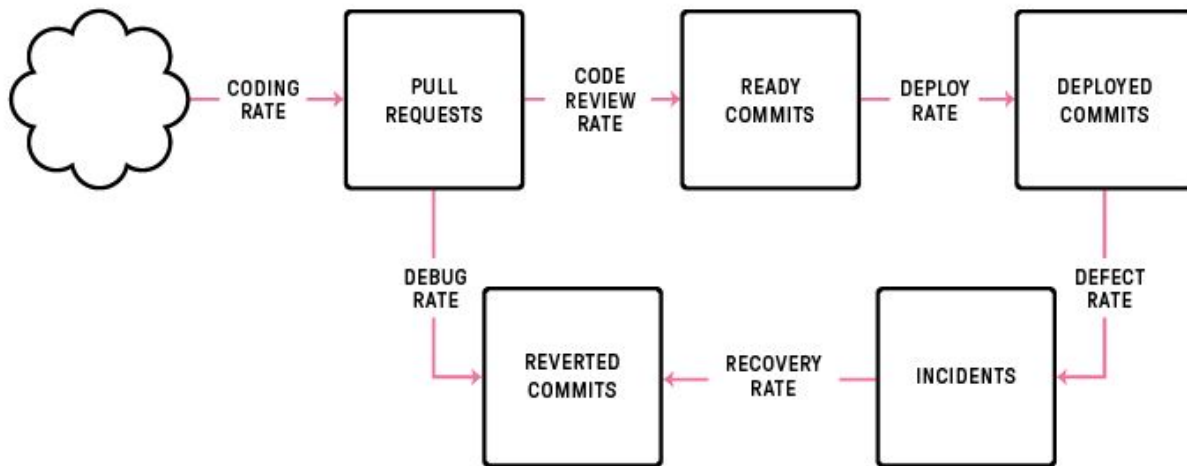 CODING
RATE
PULL
REQUESTS
CODE
REVIEW
RATE
READY
COMMITS
DEPLOY
RATE
DEPLOYED
COMMITS
DEBUG
RATE
DEFECT
RATE
REVERTED
COMMITS
RECOVERY
RATE
INCIDENTS